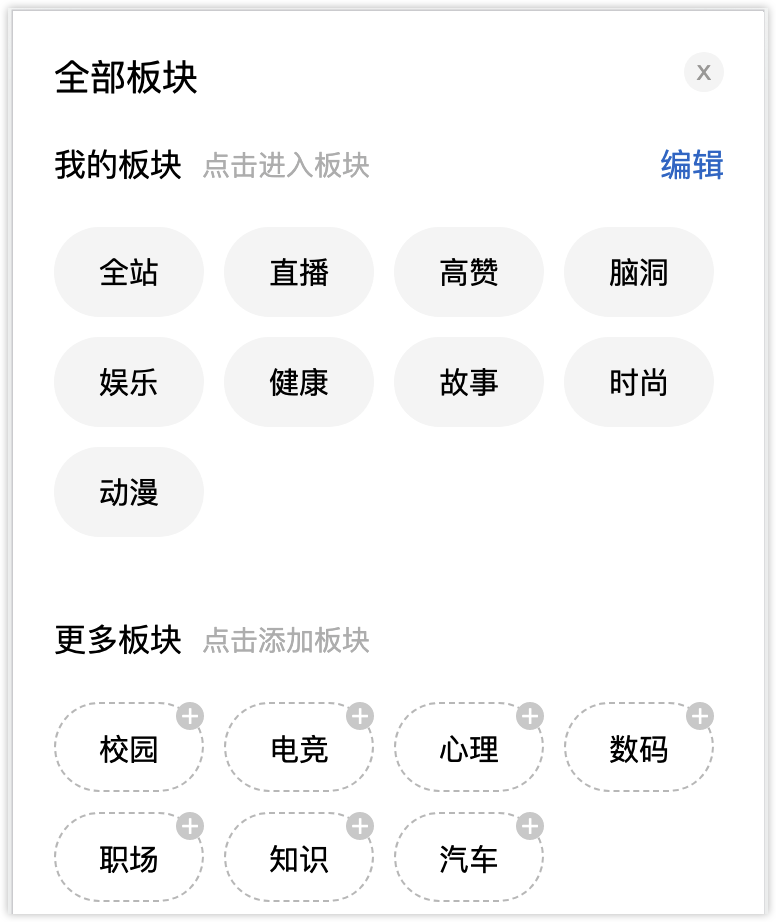 全部板块 x
我的板块 点击进入板块 编辑
全站 直播 高赞 脑洞
娱乐 健康 故事 时尚
动漫
更多板块 点击添加板块
校园 电竞 心理 数码
职场 知识 汽车